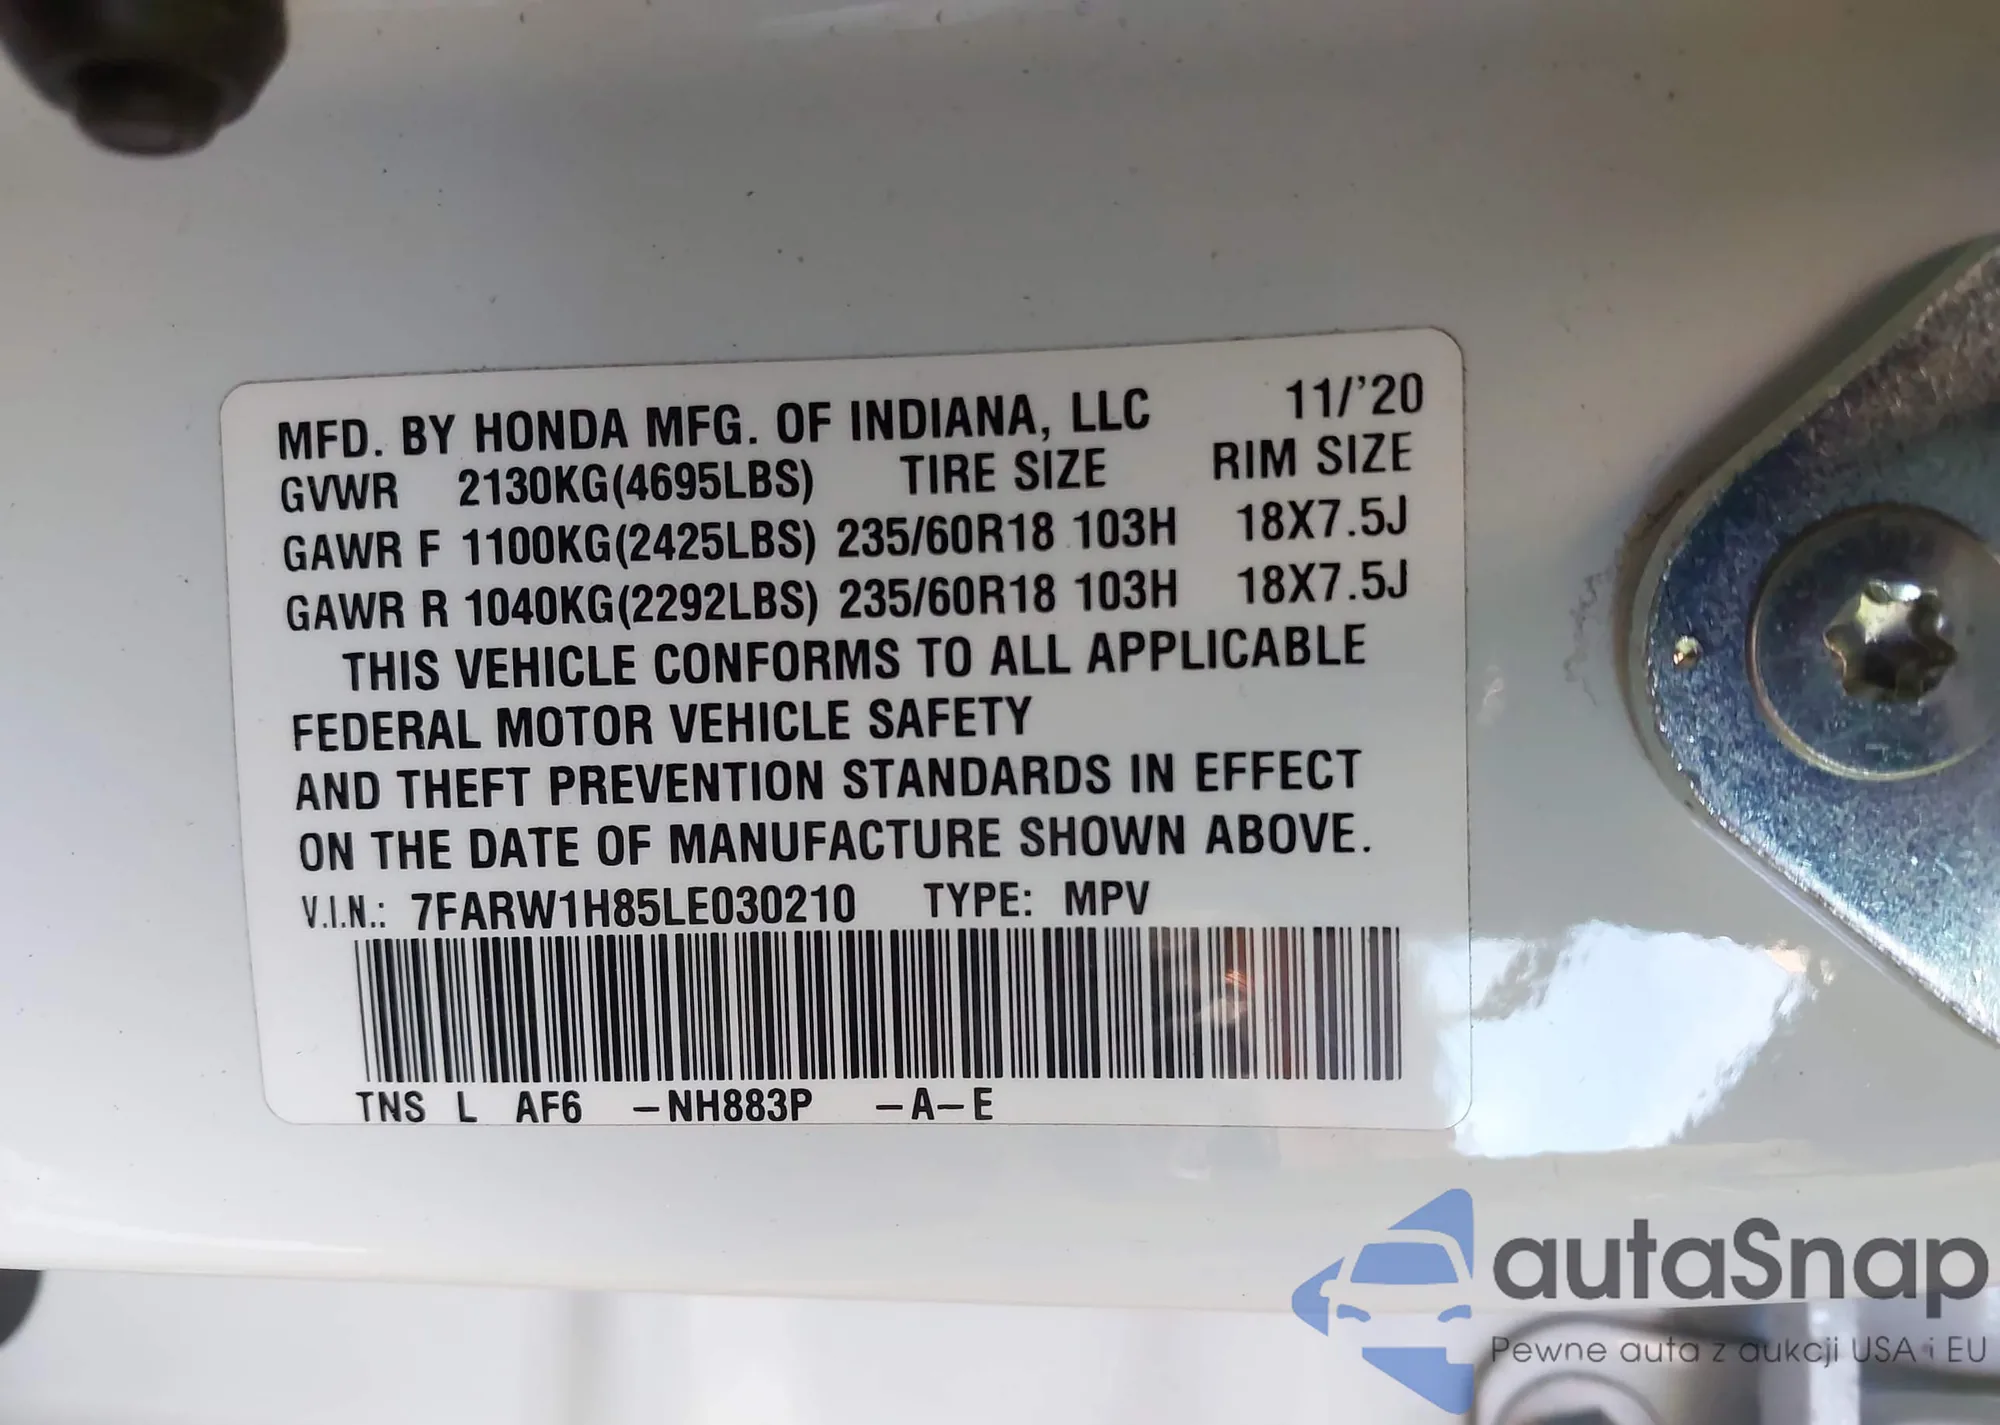 MFD. BY HONDA MFG. OF INDIANA, LLC 11/'20
GVWR 2130KG(4695LBS) TIRE SIZE RIM SIZE
GAWR F 1100KG(2425LBS) 235/60R18 103H 18X7.5J
GAWR R 1040KG(2292LBS) 235/60R18 103H 18X7.5J
THIS VEHICLE CONFORMS TO ALL APPLICABLE
FEDERAL MOTOR VEHICLE SAFETY
AND THEFT PREVENTION STANDARDS IN EFFECT
ON THE DATE OF MANUFACTURE SHOWN ABOVE.
V.I.N.: 7FARW1H85LE030210 TYPE: MPV
TNS L AF6 -NH883P -A-E
autaSnap
Pewne auta z aukcji USA i EU